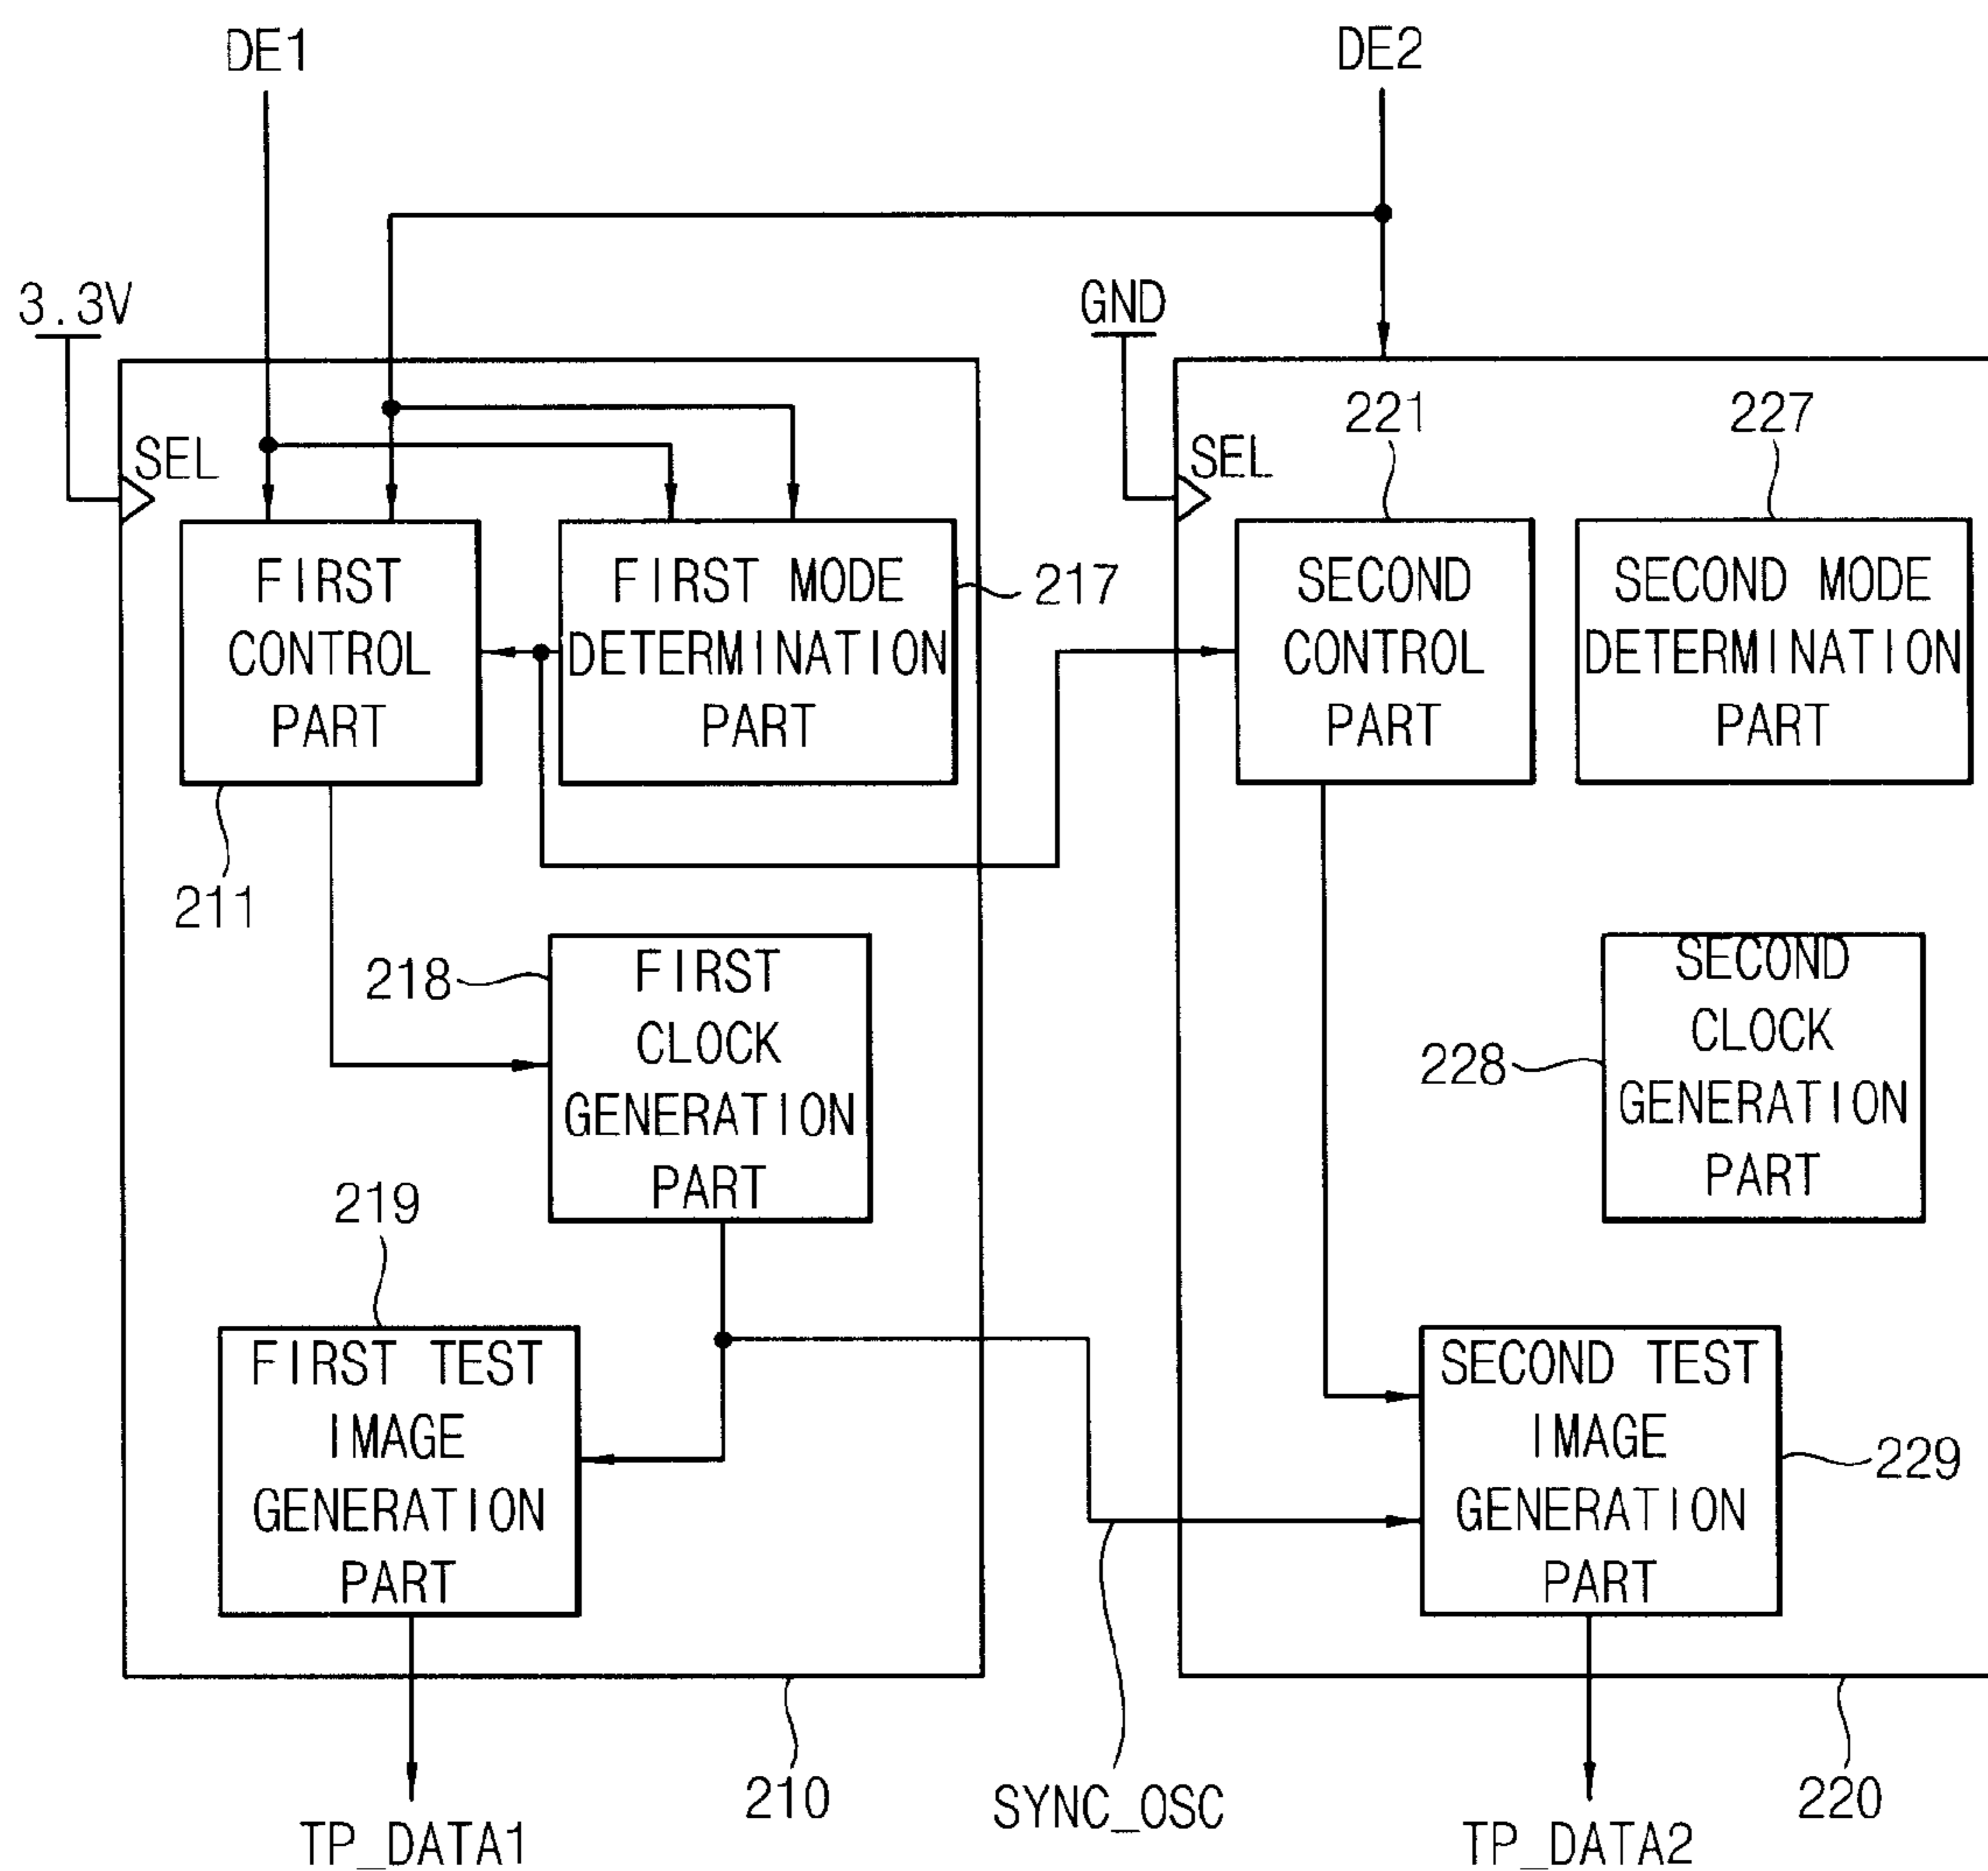 DE1
DE2
3.3V
GND
SEL
SEL
221
227
FIRST
CONTROL
PART
FIRST MODE
DETERMINATION
PART
217
SECOND
CONTROL
PART
SECOND MODE
DETERMINATION
PART
211
218
FIRST
CLOCK
GENERATION
PART
228
SECOND
CLOCK
GENERATION
PART
219
FIRST TEST
IMAGE
GENERATION
PART
SECOND TEST
IMAGE
GENERATION
PART
229
210
SYNC_OSC
220
TP_DATA1
TP_DATA2